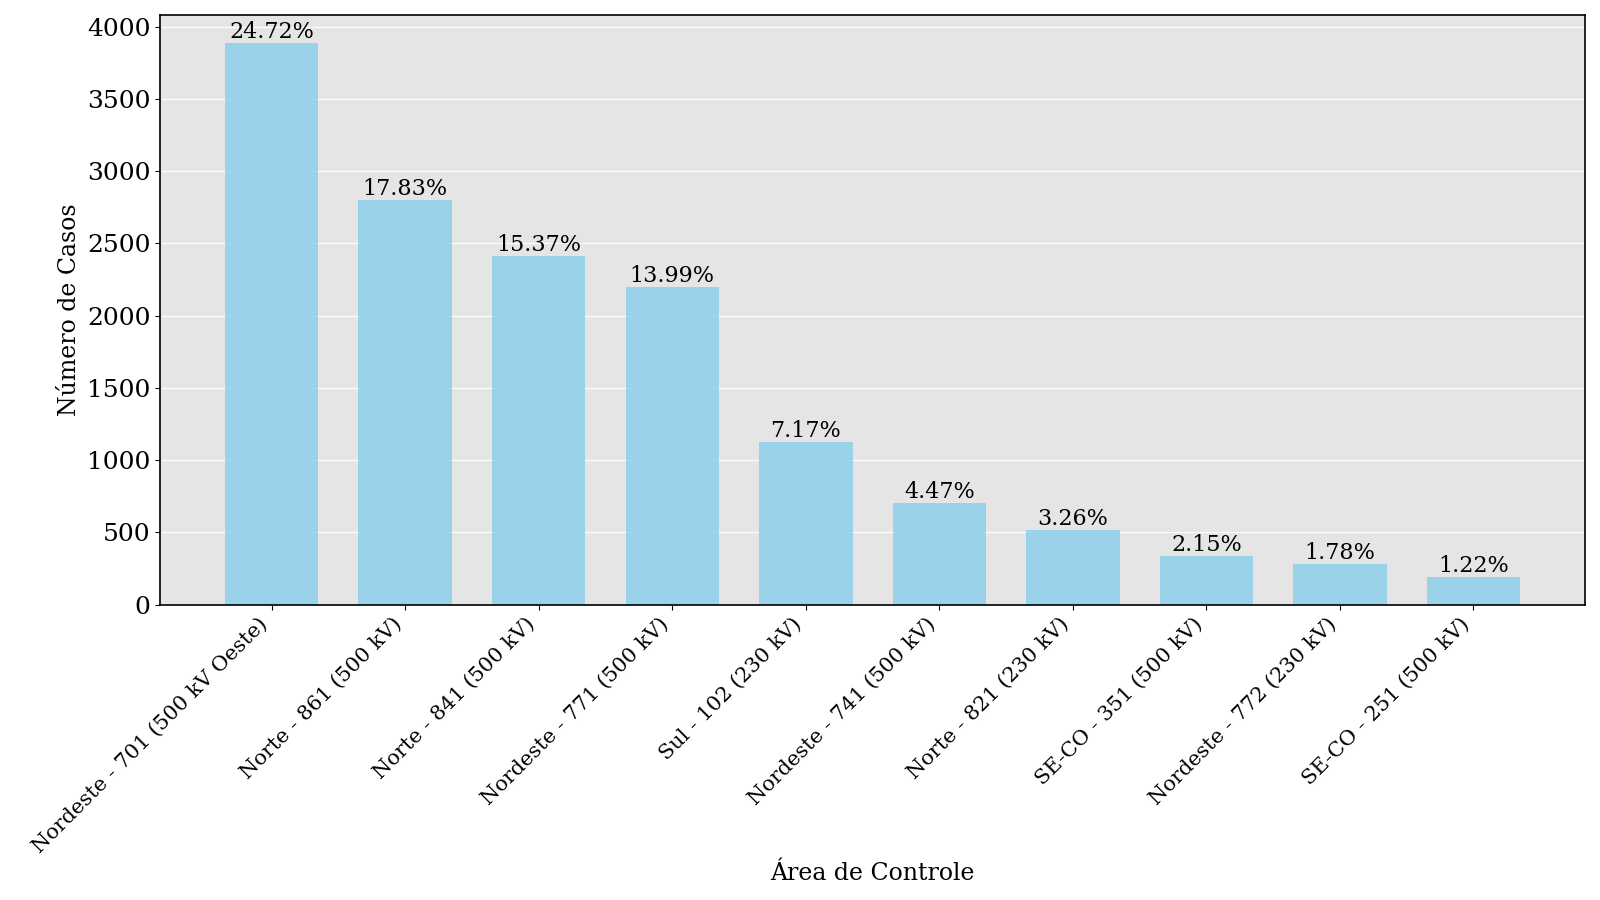 Número de Casos
4000
3500
3000
2500
2000
1500
1000
500
0
24.72%
17.83%
15.37%
13.99%
7.17%
4.47%
3.26%
2.15%
1.78%
1.22%
Nordeste - 701 (500 kV Oeste)
Norte - 861 (500 kV)
Norte - 841 (500 kV)
Nordeste - 771 (500 kV)
Sul - 102 (230 kV)
Nordeste - 741 (500 kV)
Norte - 821 (230 kV)
SE-CO - 351 (500 kV)
Nordeste - 772 (230 kV)
SE-CO - 251 (500 kV)
Área de Controle